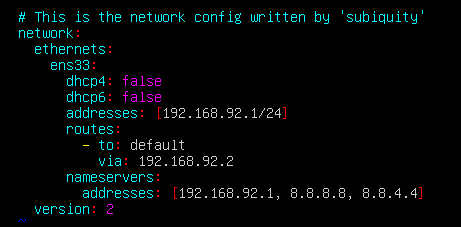 # This is the network config written by 'subiquity'
network:
  ethernets:
    ens33:
      dhcp4: false
      dhcp6: false
      addresses: [192.168.92.1/24]
      routes:
        - to: default
          via: 192.168.92.2
      nameservers:
        addresses: [192.168.92.1, 8.8.8.8, 8.8.4.4]
  version: 2
~